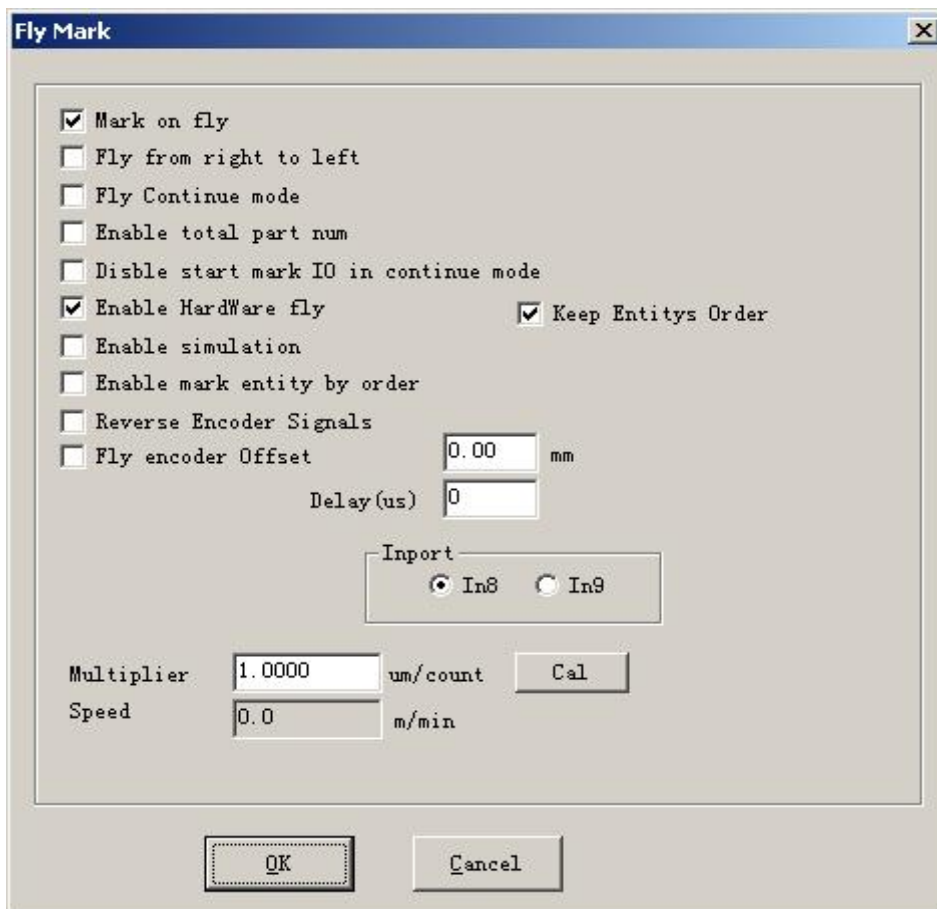 Fly Mark
Mark on fly
Fly from right to left
Fly Continue mode
Enable total part num
Disble start mark IO in continue mode
Enable HardWare fly Keep Entitys Order
Enable simulation
Enable mark entity by order
Reverse Encoder Signals
Fly encoder Offset 0.00 mm
Delay(us) 0
Inport
In8 In9
Multiplier 1.0000 um/count Cal
Speed 0.0 m/min
OK Cancel